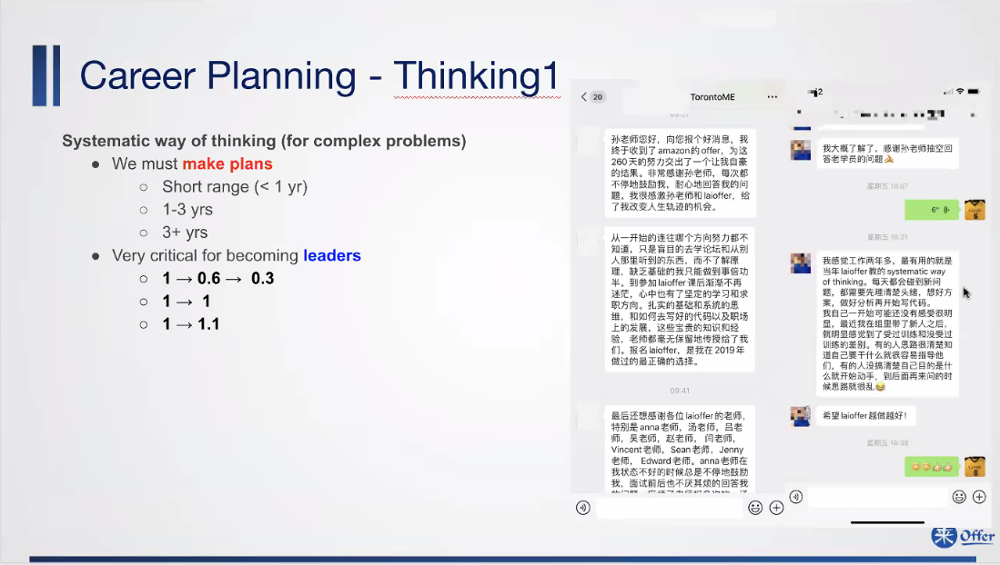 Career Planning - Thinking1
Systematic way of thinking (for complex problems)
● We must make plans
○ Short range (< 1 yr)
○ 1-3 yrs
○ 3+ yrs
● Very critical for becoming leaders
○ 1 → 0.6 → 0.3
○ 1 → 1
○ 1 → 1.1
20
TorontoME
孙老师您好，向您报个好消息，我
终于收到了amazon的offer，为这
260天的努力交出了一个让我自豪
的结果。非常感谢孙老师，每次都
不停地鼓励我，耐心地回答我的问
题。我很感激孙老师和laioffer，给
了我改变人生轨迹的机会。
从一开始的连往哪个方向努力都不
知道，只是盲目的去学论坛和从别
人那里听到的东西，而不了解原
理，缺乏基础的我只能做到事倍功
半。到参加laioffer课后渐渐不再
迷茫，心中也有了坚定的学习和求
职方向。扎实的基础和系统的思
维，和如何去写好的代码以及职场
上的发展，这些宝贵的知识和经
验，老师都毫无保留地传授给了我
们。报名laioffer，是我在2019年
做过的最正确的选择。
09:41
最后还想感谢各位laioffer的老师，
特别是anna老师，汤老师，吕老
师，吴老师，赵老师， 闫老师，
Vincent老师，Sean老师，Jenny
老师， Edward老师。anna老师在
我状态不好的时候总是不停地鼓励
我，面试前后也不厌其烦的回答我
我大概了解了，感谢孙老师抽空回
答老学员的问题🙏
星期五 16:07
6"
星期五 16:21
我感觉工作两年多，最有用的就是
当年laioffer教的systematic way
of thinking。每天都会碰到新问
题，都需要先理清楚头绪，想好方
案，做好分析再开始写代码。
我自己一开始可能还没有感受很明
显，最近我在组里带了新人之后，
就明显感觉到了受过训练和没受过
训练的差别。有的人思路很清楚知
道自己要干什么就很容易指导他
们，有的人没搞清楚自己目的是什
么就开始动手，到后面再来问的时
候思路就很乱😂
希望laioffer越做越好！
星期五 16:38
来 Offer